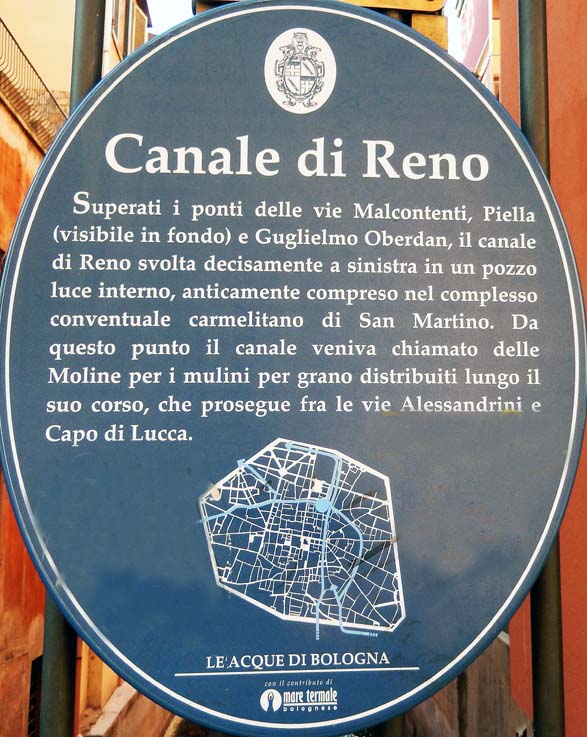 Canale di Reno
Superati i ponti delle vie Malcontenti, Piella
(visibile in fondo) e Guglielmo Oberdan, il canale
di Reno svolta decisamente a sinistra in un pozzo
luce interno, anticamente compreso nel complesso
conventuale carmelitano di San Martino. Da
questo punto il canale veniva chiamato delle
Moline per i mulini per grano distribuiti lungo il
suo corso, che prosegue fra le vie Alessandrini e
Capo di Lucca.
LE ACQUE DI BOLOGNA
con il contributo di
mare termale
bolognese